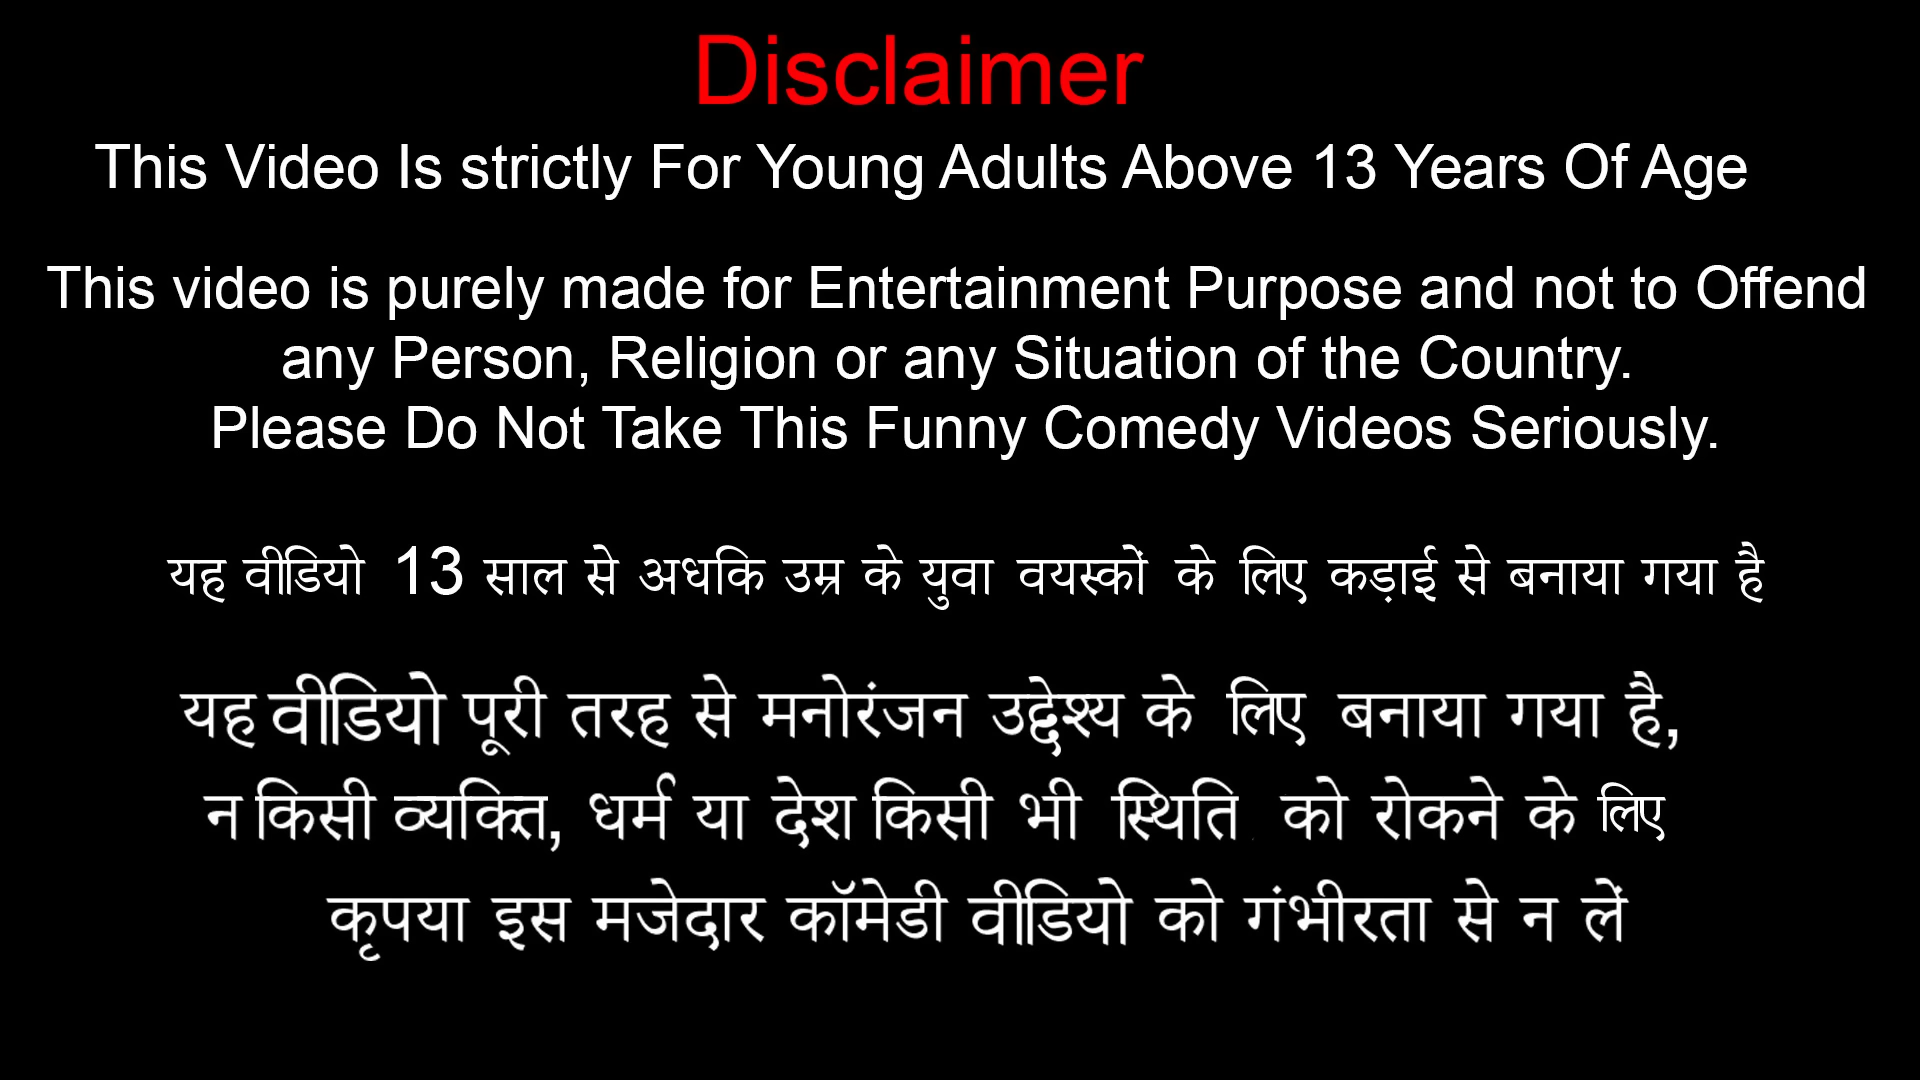 Disclaimer
This Video Is strictly For Young Adults Above 13 Years Of Age
This video is purely made for Entertainment Purpose and not to Offend
any Person, Religion or any Situation of the Country.
Please Do Not Take This Funny Comedy Videos Seriously.
यह वीडियो 13 साल से अधकि उम्र के युवा वयस्कों के लिए कड़ाई से बनाया गया है
यह वीडियो पूरी तरह से मनोरंजन उद्देश्य के लिए बनाया गया है,
न किसी व्यक्ति, धर्म या देश किसी भी स्थिति को रोकने के लिए
कृपया इस मजेदार कॉमेडी वीडियो को गंभीरता से न लें